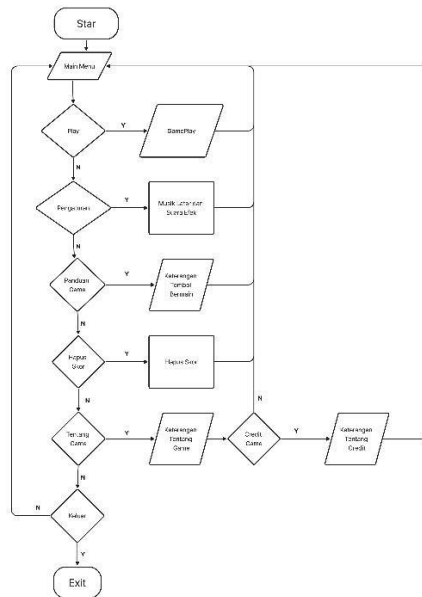 Star
Main Menu
Play
Y
GamePlay
N
Pengaturan
Y
Musik Latar dan
Suara Efek
N
Panduan
Game
Y
Keterangan
Tombol
Bermain
N
Hapus
Skor
Y
Hapus Skor
N
N
Tentang
Game
Y
Keterangan
Tentang
Game
Credit
Game
Y
Keterangan
Tentang
Credit
N
N
Keluar
Y
Exit